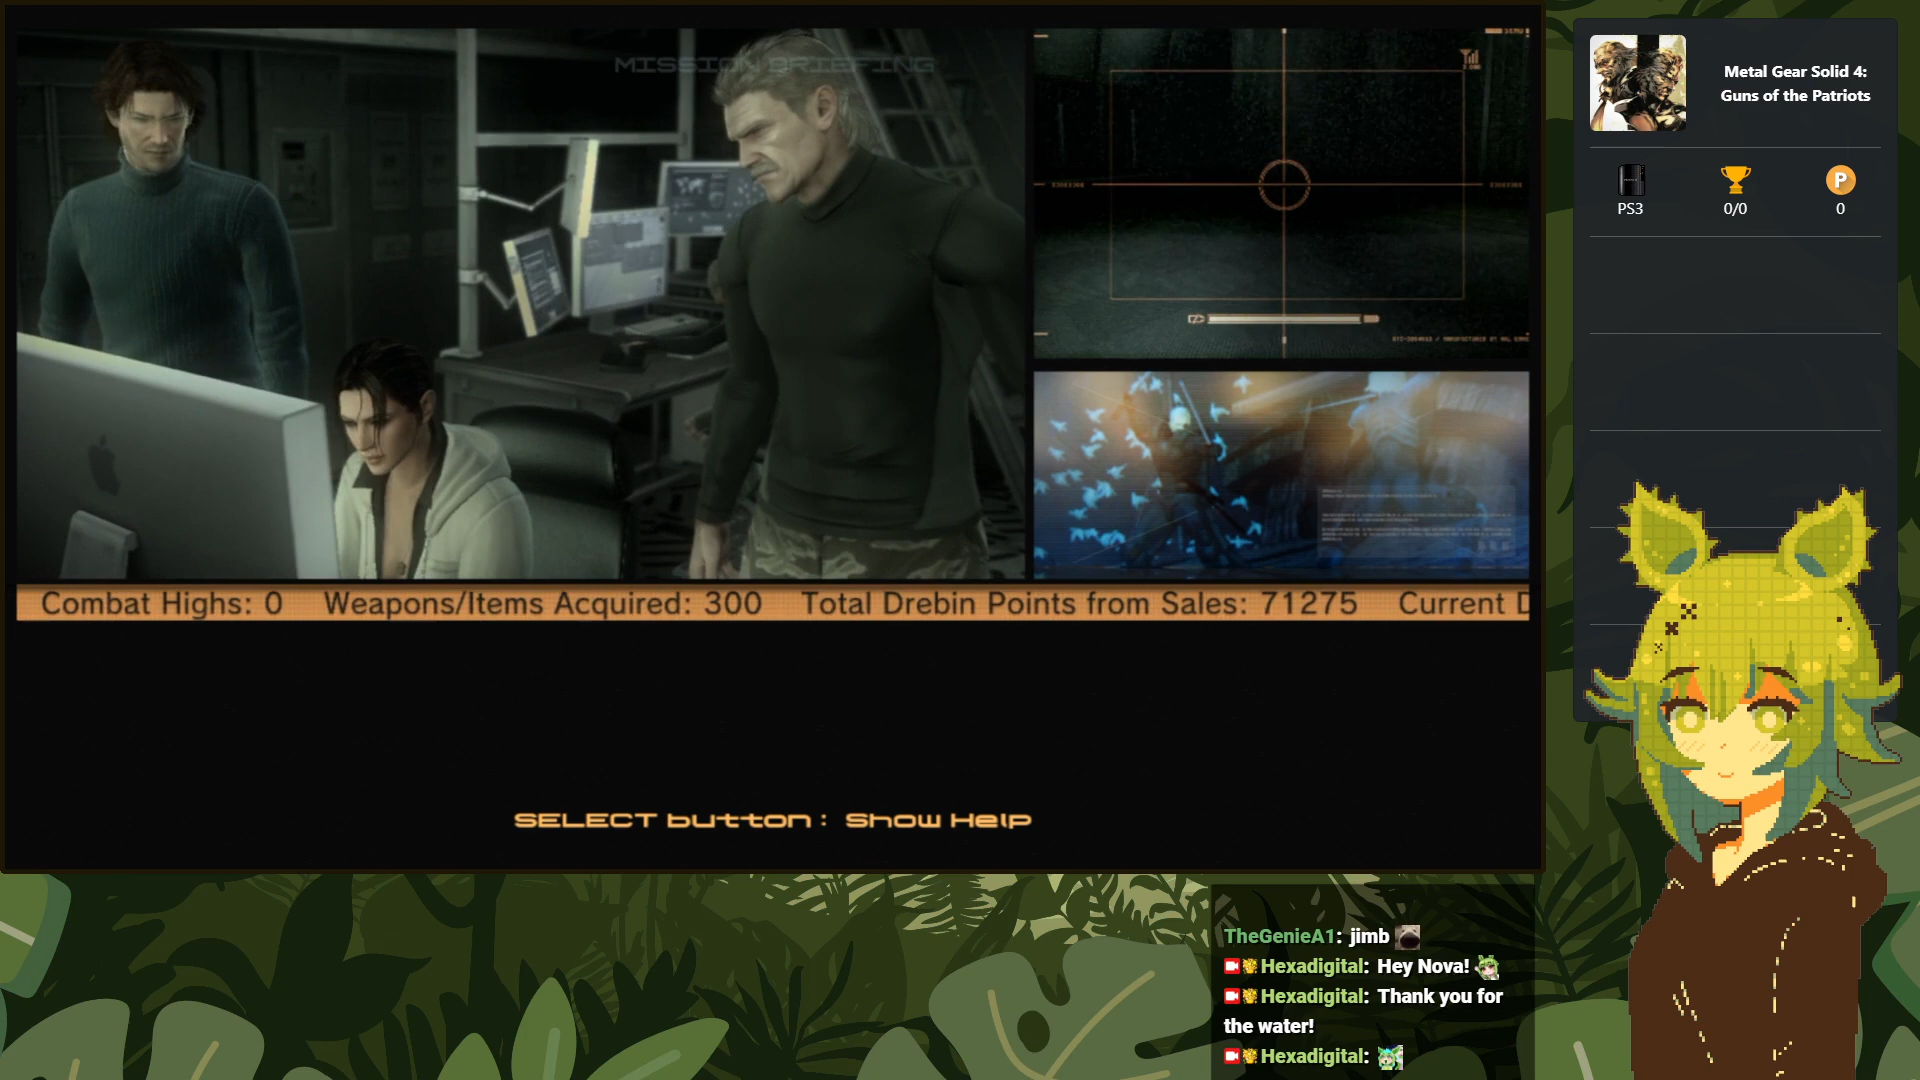 MISSION BRIEFING
Combat Highs: 0 Weapons/Items Acquired: 300 Total Drebin Points from Sales: 71275 Current D
SELECT button : Show Help
Metal Gear Solid 4:
Guns of the Patriots
PS3 0/0 0
TheGenieA1: jimb
Hexadigital: Hey Nova!
Hexadigital: Thank you for
the water!
Hexadigital: